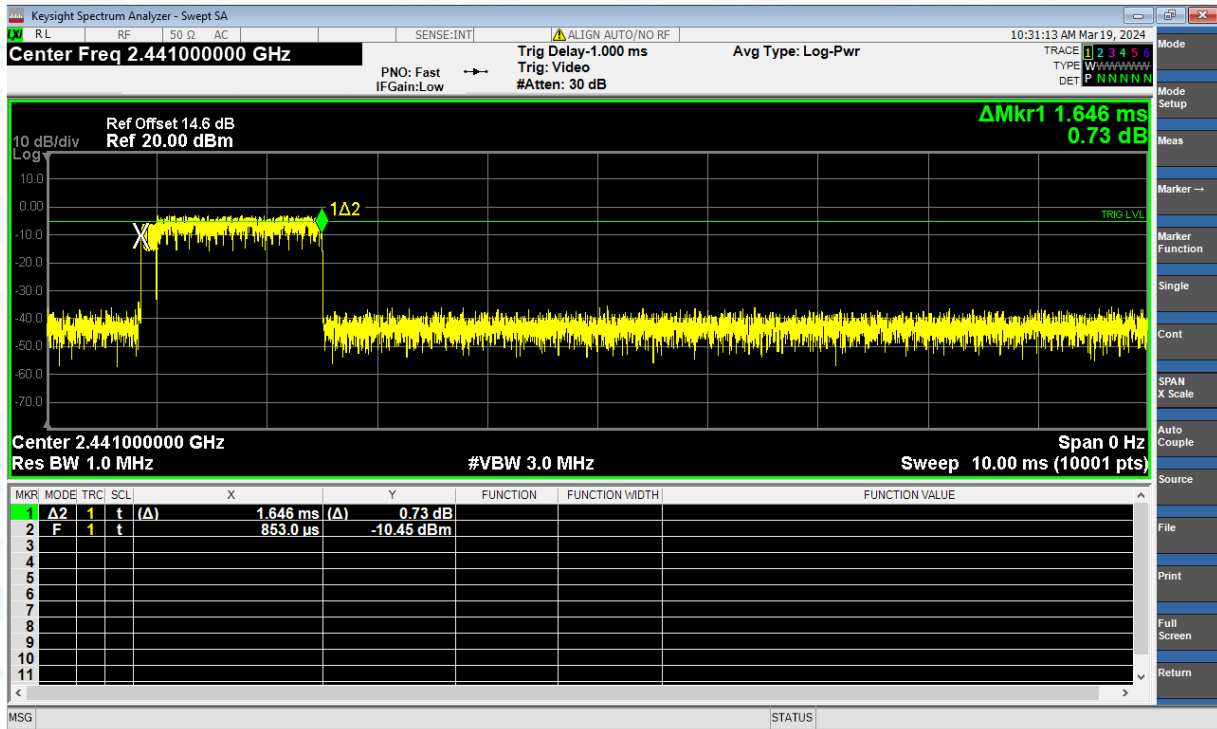 Keysight Spectrum Analyzer - Swept SA
LXI RL RF 50 Ω AC SENSE:INT ALIGN AUTO/NO RF 10:31:13 AM Mar 19, 2024
Center Freq 2.441000000 GHz
PNO: Fast
IFGain:Low
Trig Delay-1.000 ms
Trig: Video
#Atten: 30 dB
Avg Type: Log-Pwr
TRACE 1 2 3 4 5 6
TYPE WWWWWW
DET P N N N N N
ΔMkr1 1.646 ms
0.73 dB
Ref Offset 14.6 dB
10 dB/div Ref 20.00 dBm
Log
10.0
0.00
-10.0
-20.0
-30.0
-40.0
-50.0
-60.0
-70.0
1Δ2
TRIG LVL
X
Center 2.441000000 GHz Span 0 Hz
Res BW 1.0 MHz #VBW 3.0 MHz Sweep 10.00 ms (10001 pts)
MKR MODE TRC SCL X Y FUNCTION FUNCTION WIDTH FUNCTION VALUE
1 Δ2 1 t (Δ) 1.646 ms (Δ) 0.73 dB
2 F 1 t 853.0 µs -10.45 dBm
3
4
5
6
7
8
9
10
11
MSG STATUS
Mode
Mode
Setup
Meas
Marker →
Marker
Function
Single
Cont
SPAN
X Scale
Auto
Couple
Source
File
Print
Full
Screen
Return